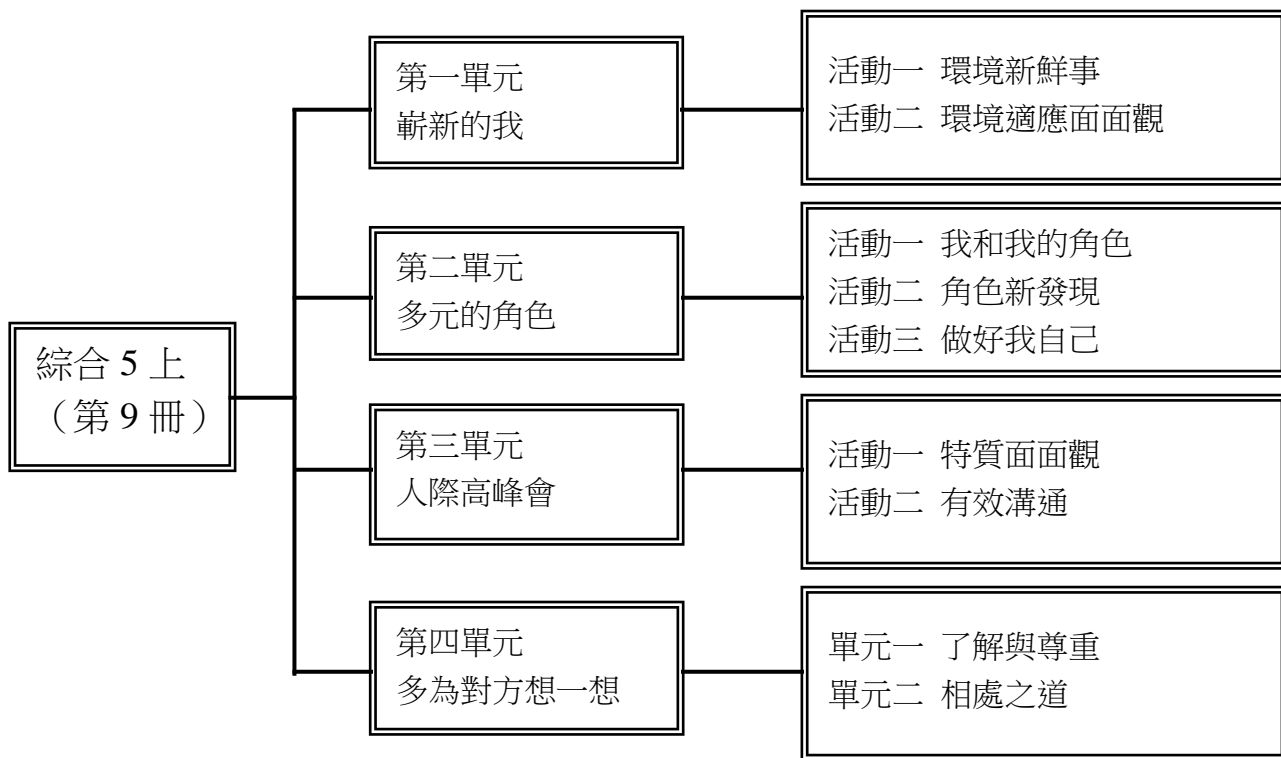 綜合 5 上
（第 9 冊）
第一單元
嶄新的我
活動一 環境新鮮事
活動二 環境適應面面觀
第二單元
多元的角色
活動一 我和我的角色
活動二 角色新發現
活動三 做好我自己
第三單元
人際高峰會
活動一 特質面面觀
活動二 有效溝通
第四單元
多為對方想一想
單元一 了解與尊重
單元二 相處之道